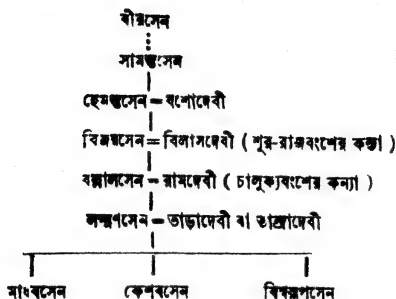 বীরসেন
সামন্তসেন
হেমন্তসেন = যশোদেবী
বিজয়সেন = বিলাসদেবী ( শূর-রাজবংশের কন্যা )
বল্লালসেন = রামদেবী ( চালুক্যবংশের কন্যা )
লক্ষ্মণসেন = তাড়াদেবী বা তান্দ্রাদেবী
মাধবসেন কেশবসেন বিশ্বরূপসেন